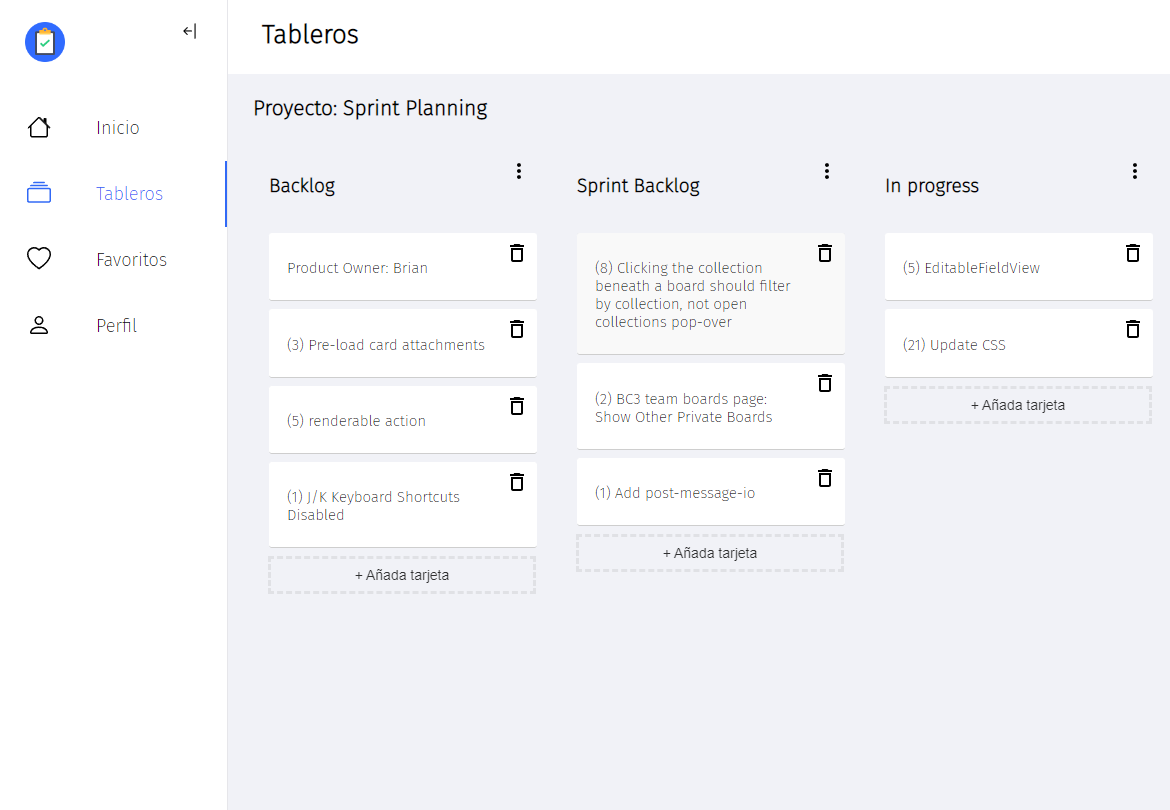 Tableros
Inicio
Tableros
Favoritos
Perfil
Proyecto: Sprint Planning
Backlog
Product Owner: Brian
(3) Pre-load card attachments
(5) renderable action
(1) J/K Keyboard Shortcuts
Disabled
+ Añada tarjeta
Sprint Backlog
(8) Clicking the collection
beneath a board should filter
by collection, not open
collections pop-over
(2) BC3 team boards page:
Show Other Private Boards
(1) Add post-message-io
+ Añada tarjeta
In progress
(5) EditableFieldView
(21) Update CSS
+ Añada tarjeta